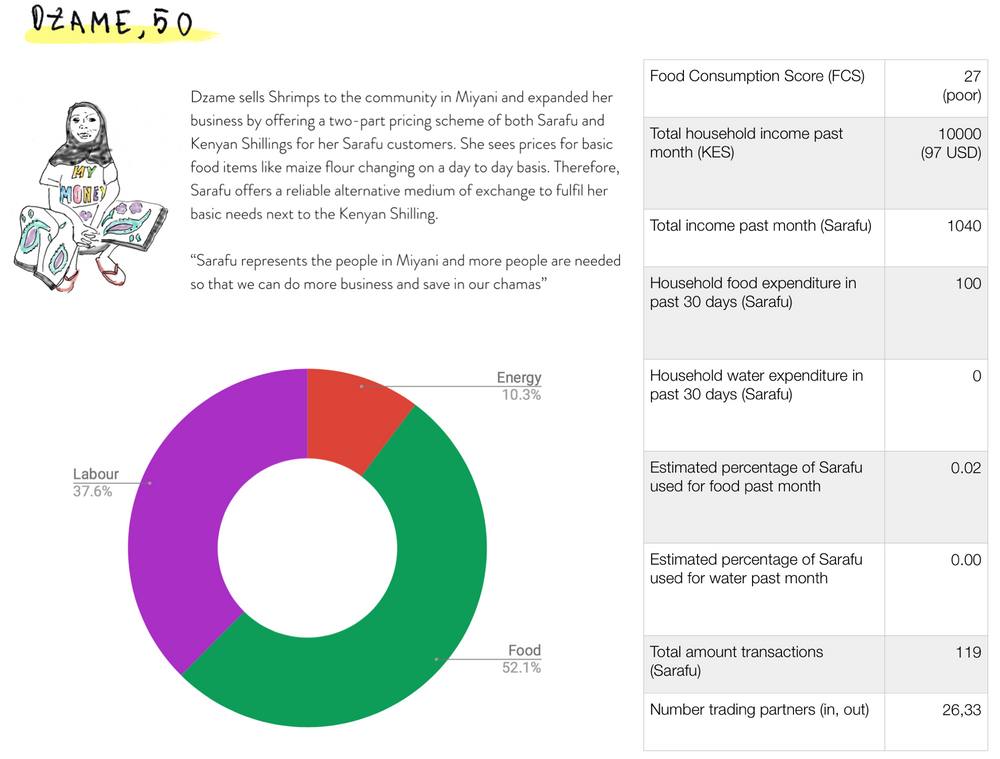 DZAME, 50
Dzame sells Shrimps to the community in Miyani and expanded her
business by offering a two-part pricing scheme of both Sarafu and
Kenyan Shillings for her Sarafu customers. She sees prices for basic
food items like maize flour changing on a day to day basis. Therefore,
Sarafu offers a reliable alternative medium of exchange to fulfil her
basic needs next to the Kenyan Shilling.
“Sarafu represents the people in Miyani and more people are needed
so that we can do more business and save in our chamas”
MY
MONEY
Energy
10.3%
Labour
37.6%
Food
52.1%
Food Consumption Score (FCS) 27
(poor)
Total household income past 10000
month (KES) (97 USD)
Total income past month (Sarafu) 1040
Household food expenditure in 100
past 30 days (Sarafu)
Household water expenditure in 0
past 30 days (Sarafu)
Estimated percentage of Sarafu 0.02
used for food past month
Estimated percentage of Sarafu 0.00
used for water past month
Total amount transactions 119
(Sarafu)
Number trading partners (in, out) 26,33